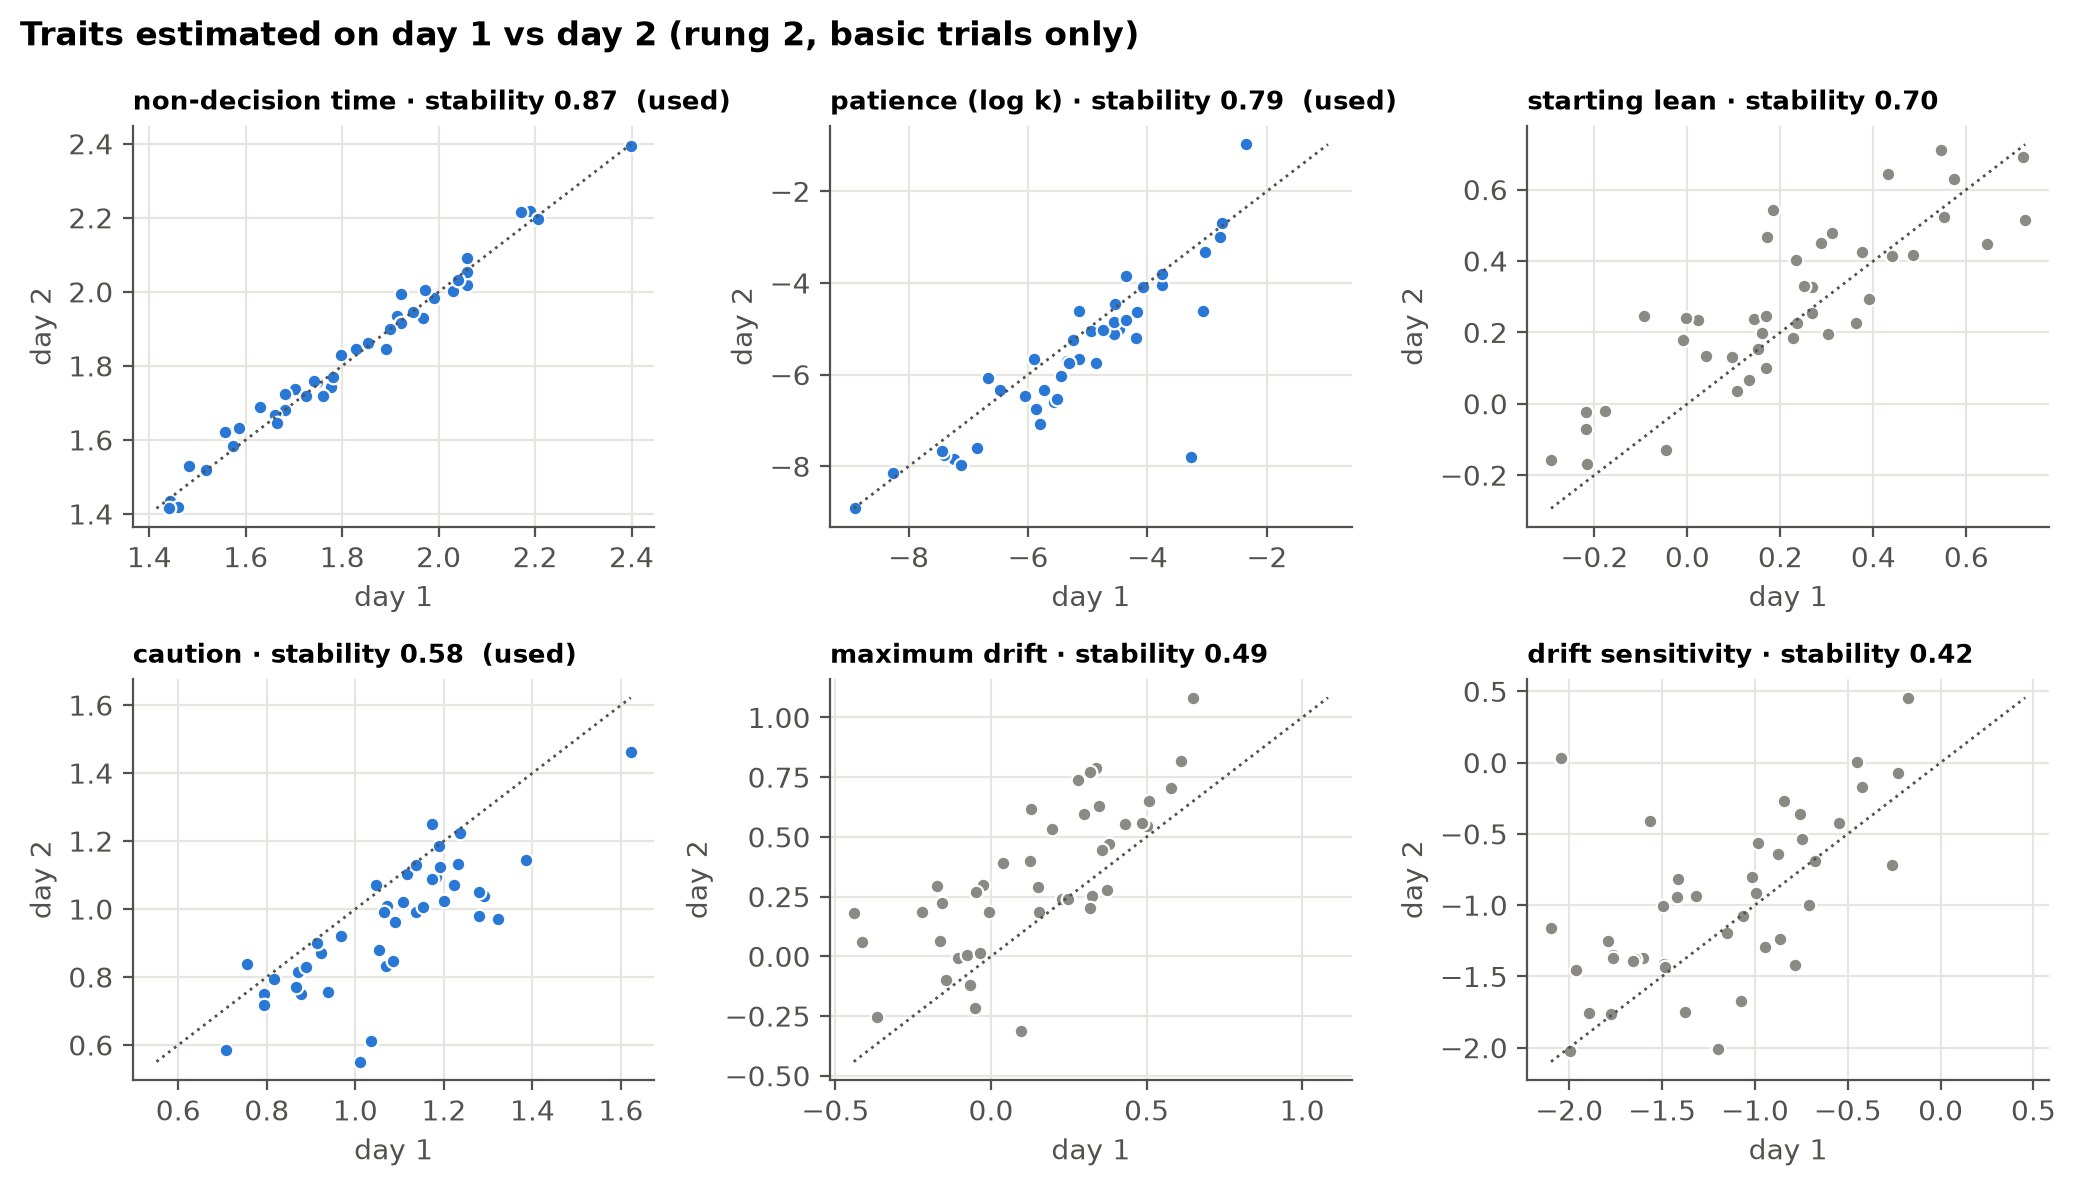 Traits estimated on day 1 vs day 2 (rung 2, basic trials only)
non-decision time · stability 0.87  (used)
2.4
2.2
2.0
1.8
1.6
1.4
day 2
1.4 1.6 1.8 2.0 2.2 2.4
day 1
patience (log k) · stability 0.79  (used)
−2
−4
−6
−8
day 2
−8 −6 −4 −2
day 1
starting lean · stability 0.70
0.6
0.4
0.2
0.0
−0.2
day 2
−0.2 0.0 0.2 0.4 0.6
day 1
caution · stability 0.58  (used)
1.6
1.4
1.2
1.0
0.8
0.6
day 2
0.6 0.8 1.0 1.2 1.4 1.6
day 1
maximum drift · stability 0.49
1.00
0.75
0.50
0.25
0.00
−0.25
−0.50
day 2
−0.5 0.0 0.5 1.0
day 1
drift sensitivity · stability 0.42
0.5
0.0
−0.5
−1.0
−1.5
−2.0
day 2
−2.0 −1.5 −1.0 −0.5 0.0 0.5
day 1